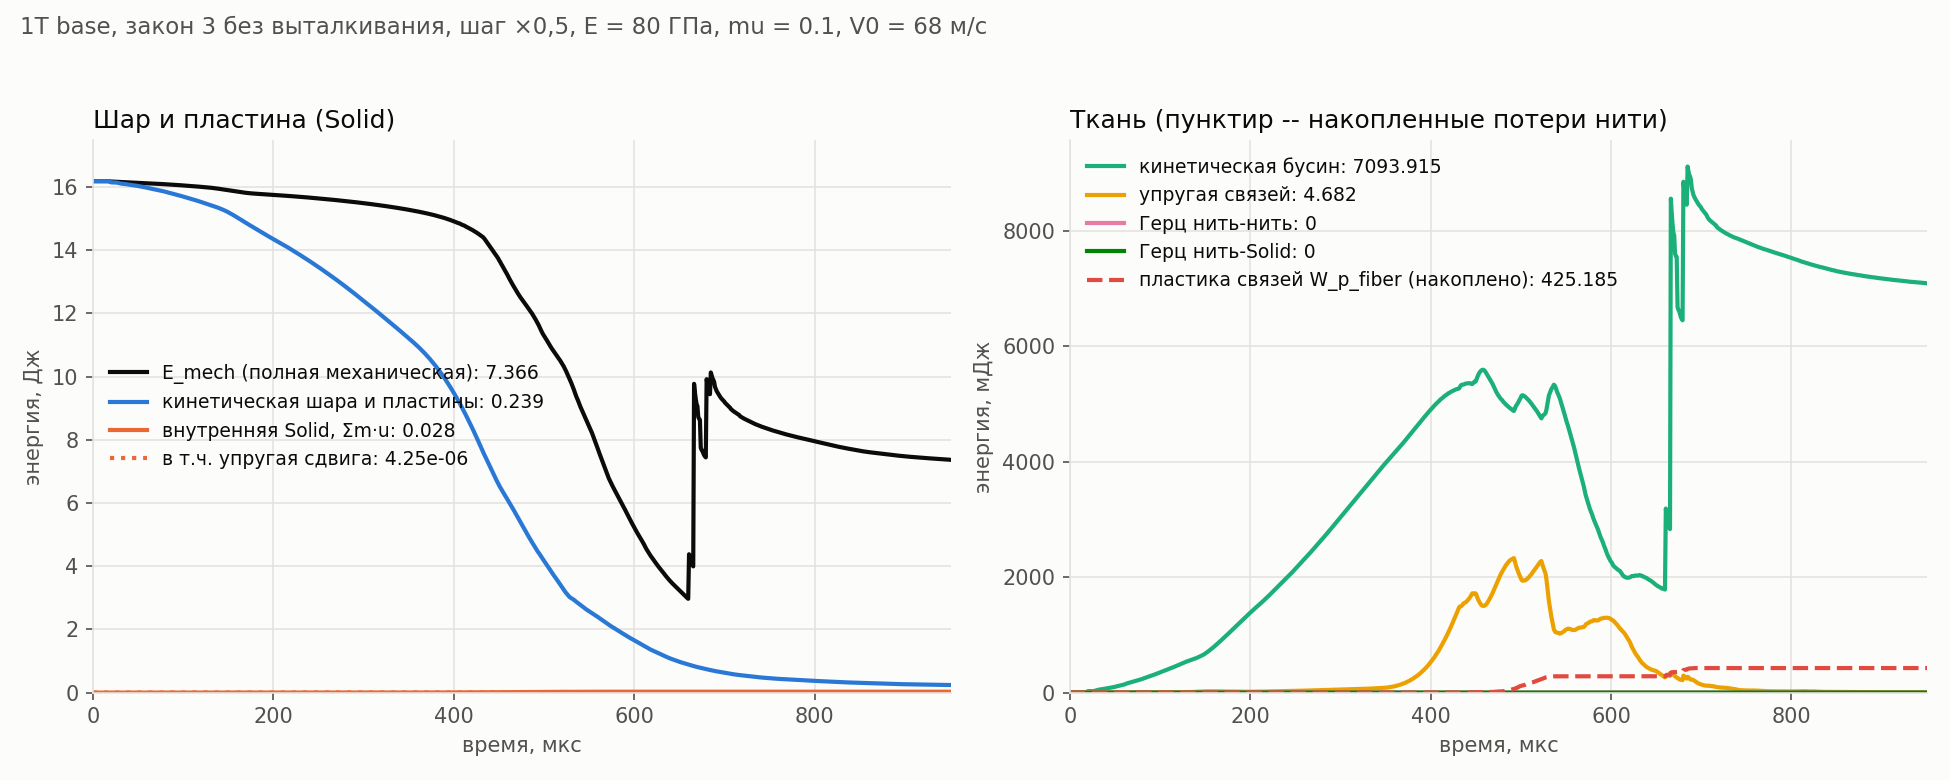 1T base, закон 3 без выталкивания, шаг ×0,5, E = 80 ГПа, mu = 0.1, V0 = 68 м/с
Шар и пластина (Solid)
энергия, Дж
16
14
12
10
8
6
4
2
0
E_mech (полная механическая): 7.366
кинетическая шара и пластины: 0.239
внутренняя Solid, Σm·u: 0.028
в т.ч. упругая сдвига: 4.25e-06
0 200 400 600 800
время, мкс
Ткань (пунктир -- накопленные потери нити)
энергия, мДж
8000
6000
4000
2000
0
кинетическая бусин: 7093.915
упругая связей: 4.682
Герц нить-нить: 0
Герц нить-Solid: 0
пластика связей W_p_fiber (накоплено): 425.185
0 200 400 600 800
время, мкс